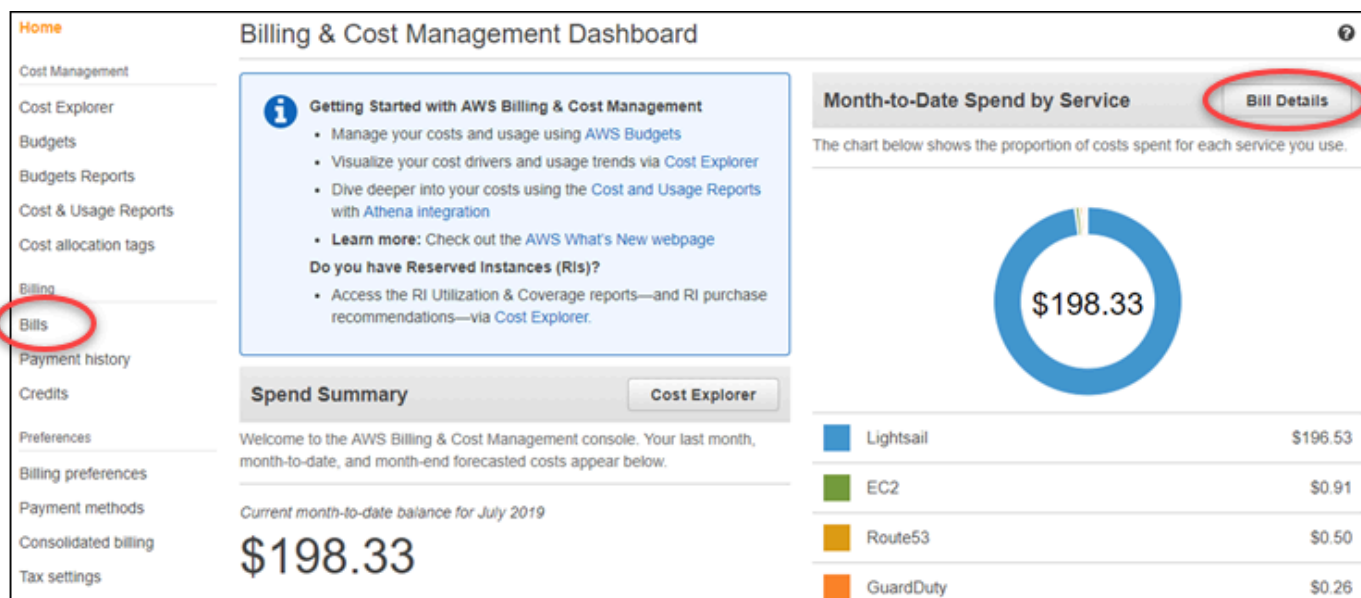 Home
Cost Management
Cost Explorer
Budgets
Budgets Reports
Cost & Usage Reports
Cost allocation tags
Billing
Bills
Payment history
Credits
Preferences
Billing preferences
Payment methods
Consolidated billing
Tax settings
Billing & Cost Management Dashboard
Getting Started with AWS Billing & Cost Management
• Manage your costs and usage using AWS Budgets
• Visualize your cost drivers and usage trends via Cost Explorer
• Dive deeper into your costs using the Cost and Usage Reports
with Athena integration
• Learn more: Check out the AWS What's New webpage
Do you have Reserved Instances (RIs)?
• Access the RI Utilization & Coverage reports—and RI purchase
recommendations—via Cost Explorer.
Spend Summary
Cost Explorer
Welcome to the AWS Billing & Cost Management console. Your last month,
month-to-date, and month-end forecasted costs appear below.
Current month-to-date balance for July 2019
$198.33
Month-to-Date Spend by Service
Bill Details
The chart below shows the proportion of costs spent for each service you use.
$198.33
Lightsail $196.53
EC2 $0.91
Route53 $0.50
GuardDuty $0.26